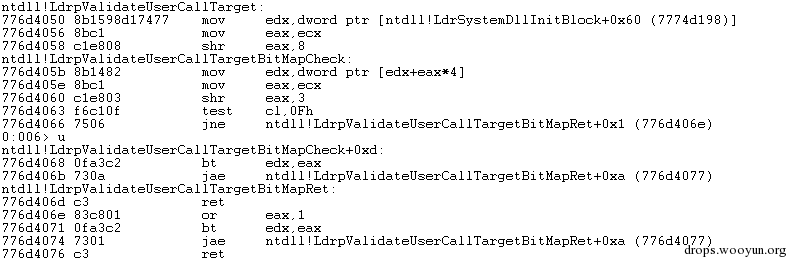 ntdll!LdrpValidateUserCallTarget:
776d4050 8b1598d17477 mov edx,dword ptr [ntdll!LdrSystemDllInitBlock+0x60 (7774d198)]
776d4056 8bc1 mov eax,ecx
776d4058 c1e808 shr eax,8
ntdll!LdrpValidateUserCallTargetBitMapCheck:
776d405b 8b1482 mov edx,dword ptr [edx+eax*4]
776d405e 8bc1 mov eax,ecx
776d4060 c1e803 shr eax,3
776d4063 f6c10f test cl,0Fh
776d4066 7506 jne ntdll!LdrpValidateUserCallTargetBitMapRet+0x1 (776d406e)
0:006> u
ntdll!LdrpValidateUserCallTargetBitMapCheck+0xd:
776d4068 0fa3c2 bt edx,eax
776d406b 730a jae ntdll!LdrpValidateUserCallTargetBitMapRet+0xa (776d4077)
ntdll!LdrpValidateUserCallTargetBitMapRet:
776d406d c3 ret
776d406e 83c801 or eax,1
776d4071 0fa3c2 bt edx,eax
776d4074 7301 jae ntdll!LdrpValidateUserCallTargetBitMapRet+0xa (776d4077)
776d4076 c3 ret
drops.wooyun.org